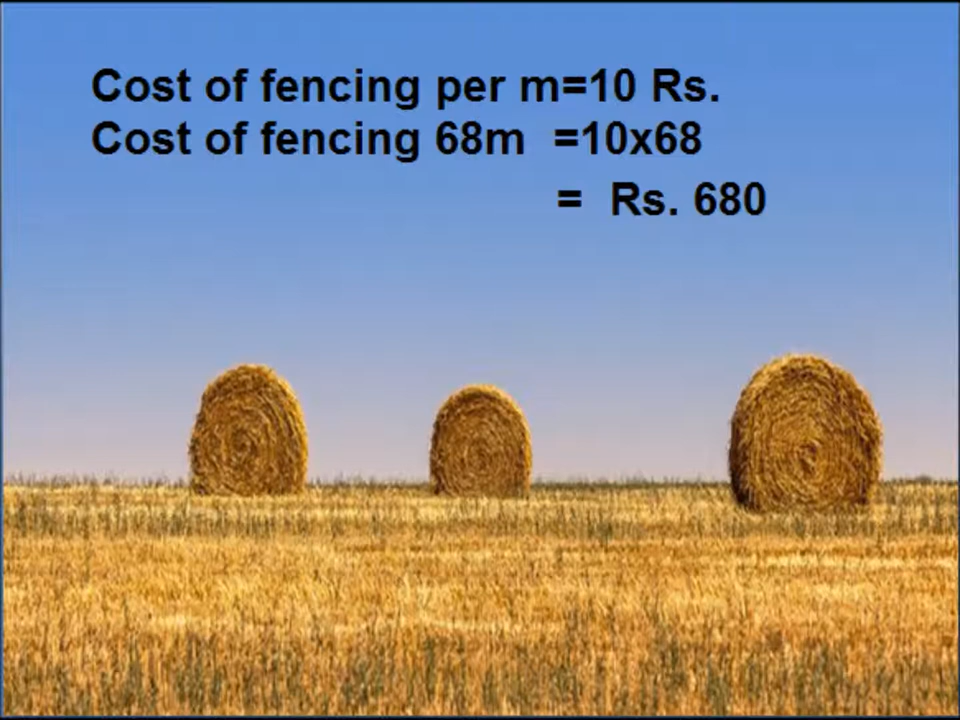 Cost of fencing per m=10 Rs.
Cost of fencing 68m =10x68
= Rs. 680